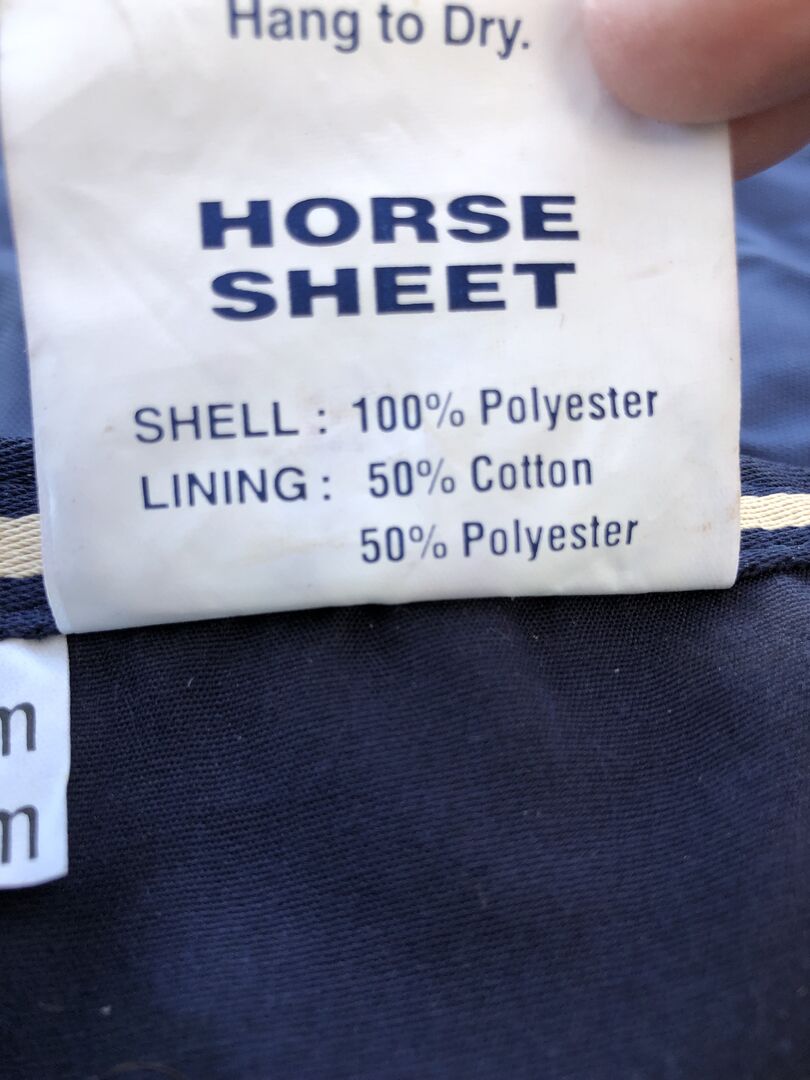 Hang to Dry.
HORSE
SHEET
SHELL : 100% Polyester
LINING : 50% Cotton
50% Polyester
m
m